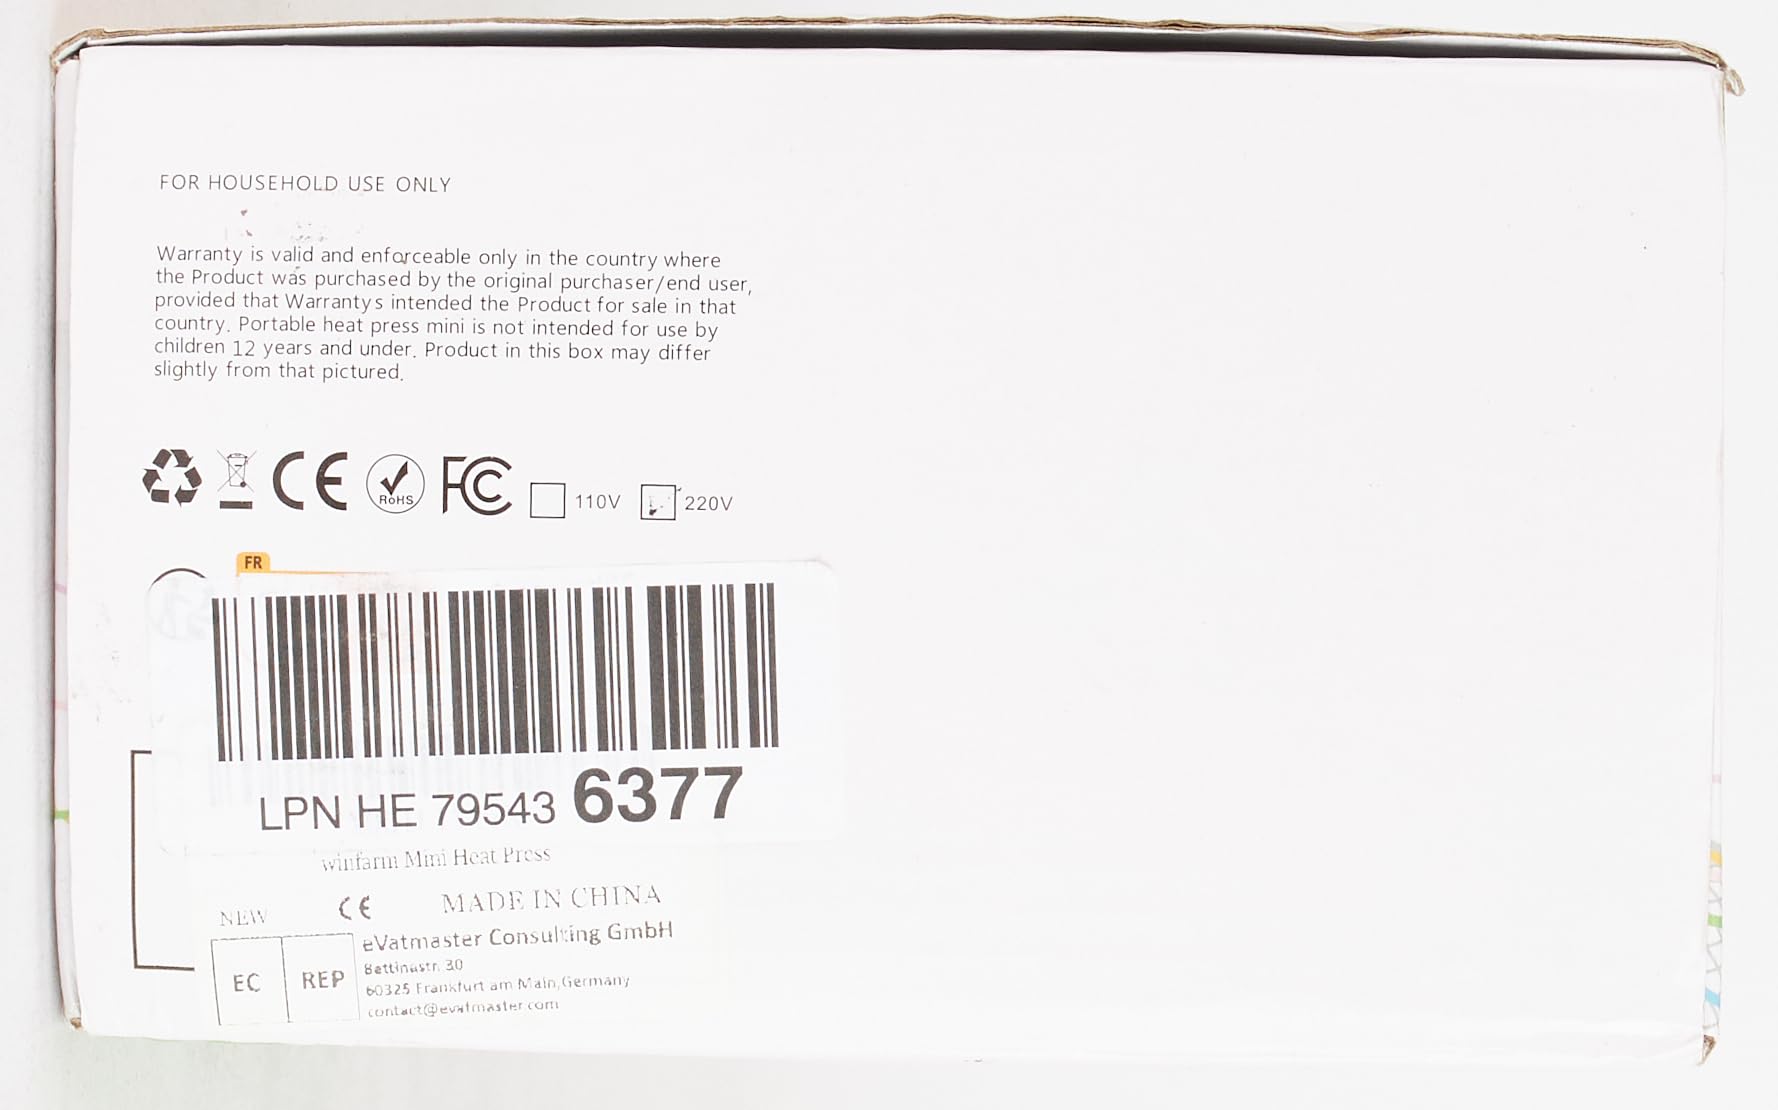 FOR HOUSEHOLD USE ONLY
Warranty is valid and enforceable only in the country where
the Product was purchased by the original purchaser/end user,
provided that Warrantys intended the Product for sale in that
country. Portable heat press mini is not intended for use by
children 12 years and under. Product in this box may differ
slightly from that pictured.
CE RoHS FC 110V 220V
FR
LPN HE 79543 6377
winfarm Mini Heat Press
NEW CE MADE IN CHINA
EC REP
eVatmaster Consulting GmbH
Bettinastr. 30
60325 Frankfurt am Main,Germany
contact@evatmaster.com